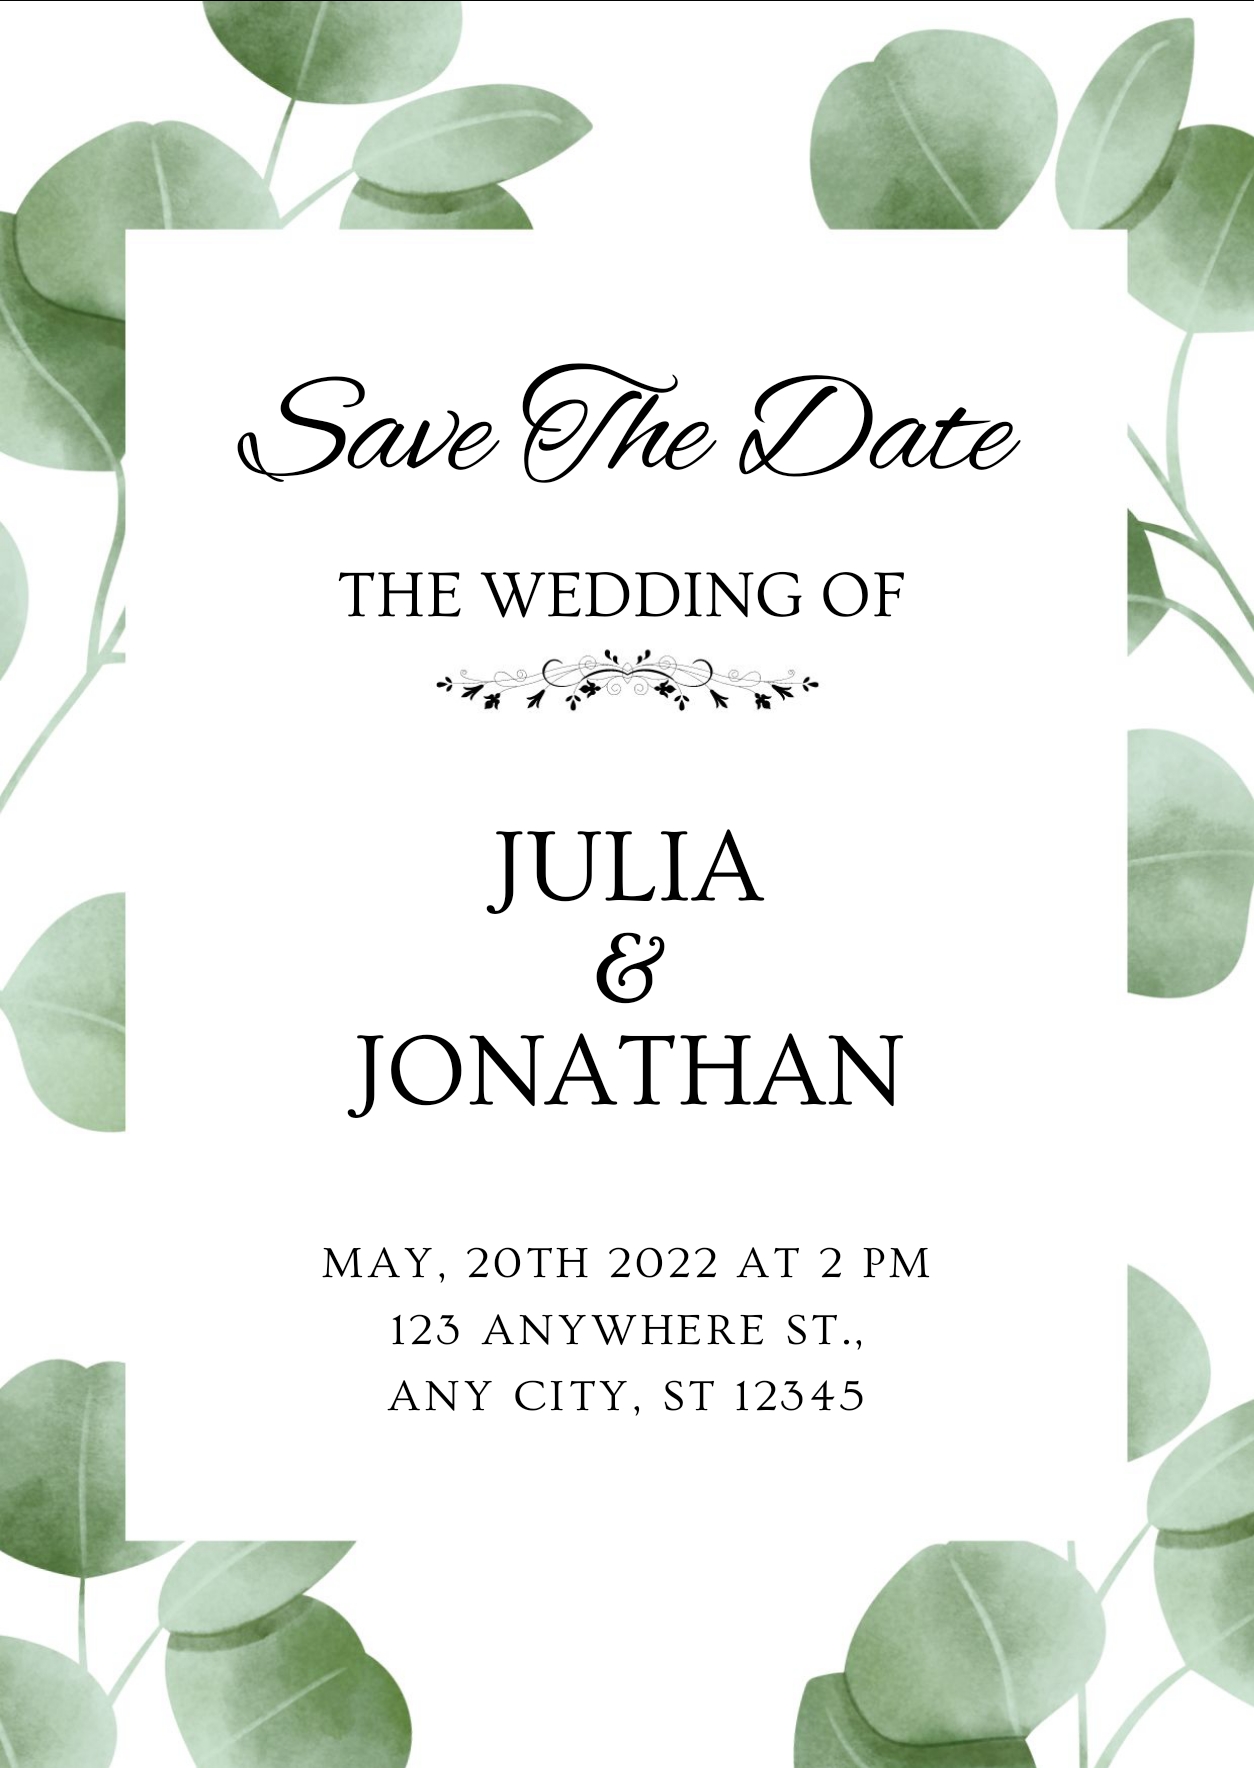 Save The Date
THE WEDDING OF
JULIA
&
JONATHAN
MAY, 20TH 2022 AT 2 PM
123 ANYWHERE ST.,
ANY CITY, ST 12345